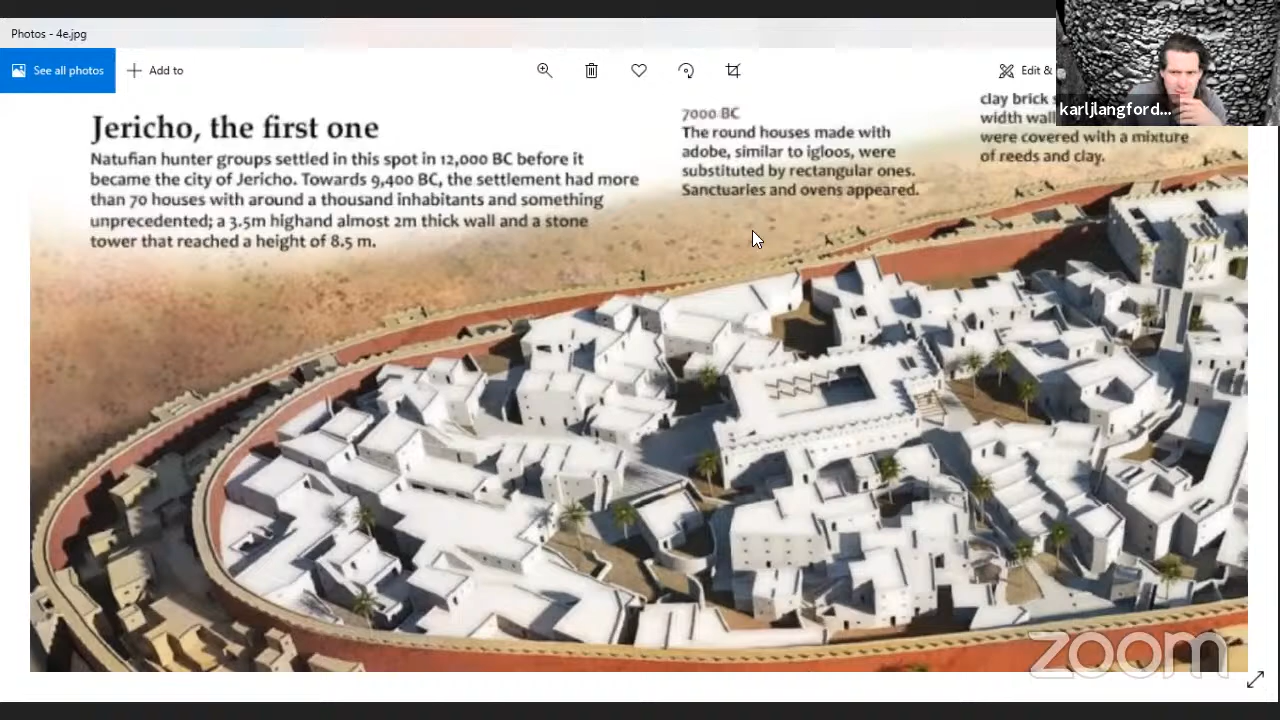 Photos - 4e.jpg
See all photos
Add to
Edit &
karljlangford...
Jericho, the first one
Natufian hunter groups settled in this spot in 12,000 BC before it
became the city of Jericho. Towards 9,400 BC, the settlement had more
than 70 houses with around a thousand inhabitants and something
unprecedented; a 3.5m highand almost 2m thick wall and a stone
tower that reached a height of 8.5 m.
7000 BC
The round houses made with
adobe, similar to igloos, were
substituted by rectangular ones.
Sanctuaries and ovens appeared.
clay brick
width wall
were covered with a mixture
of reeds and clay.
zoom